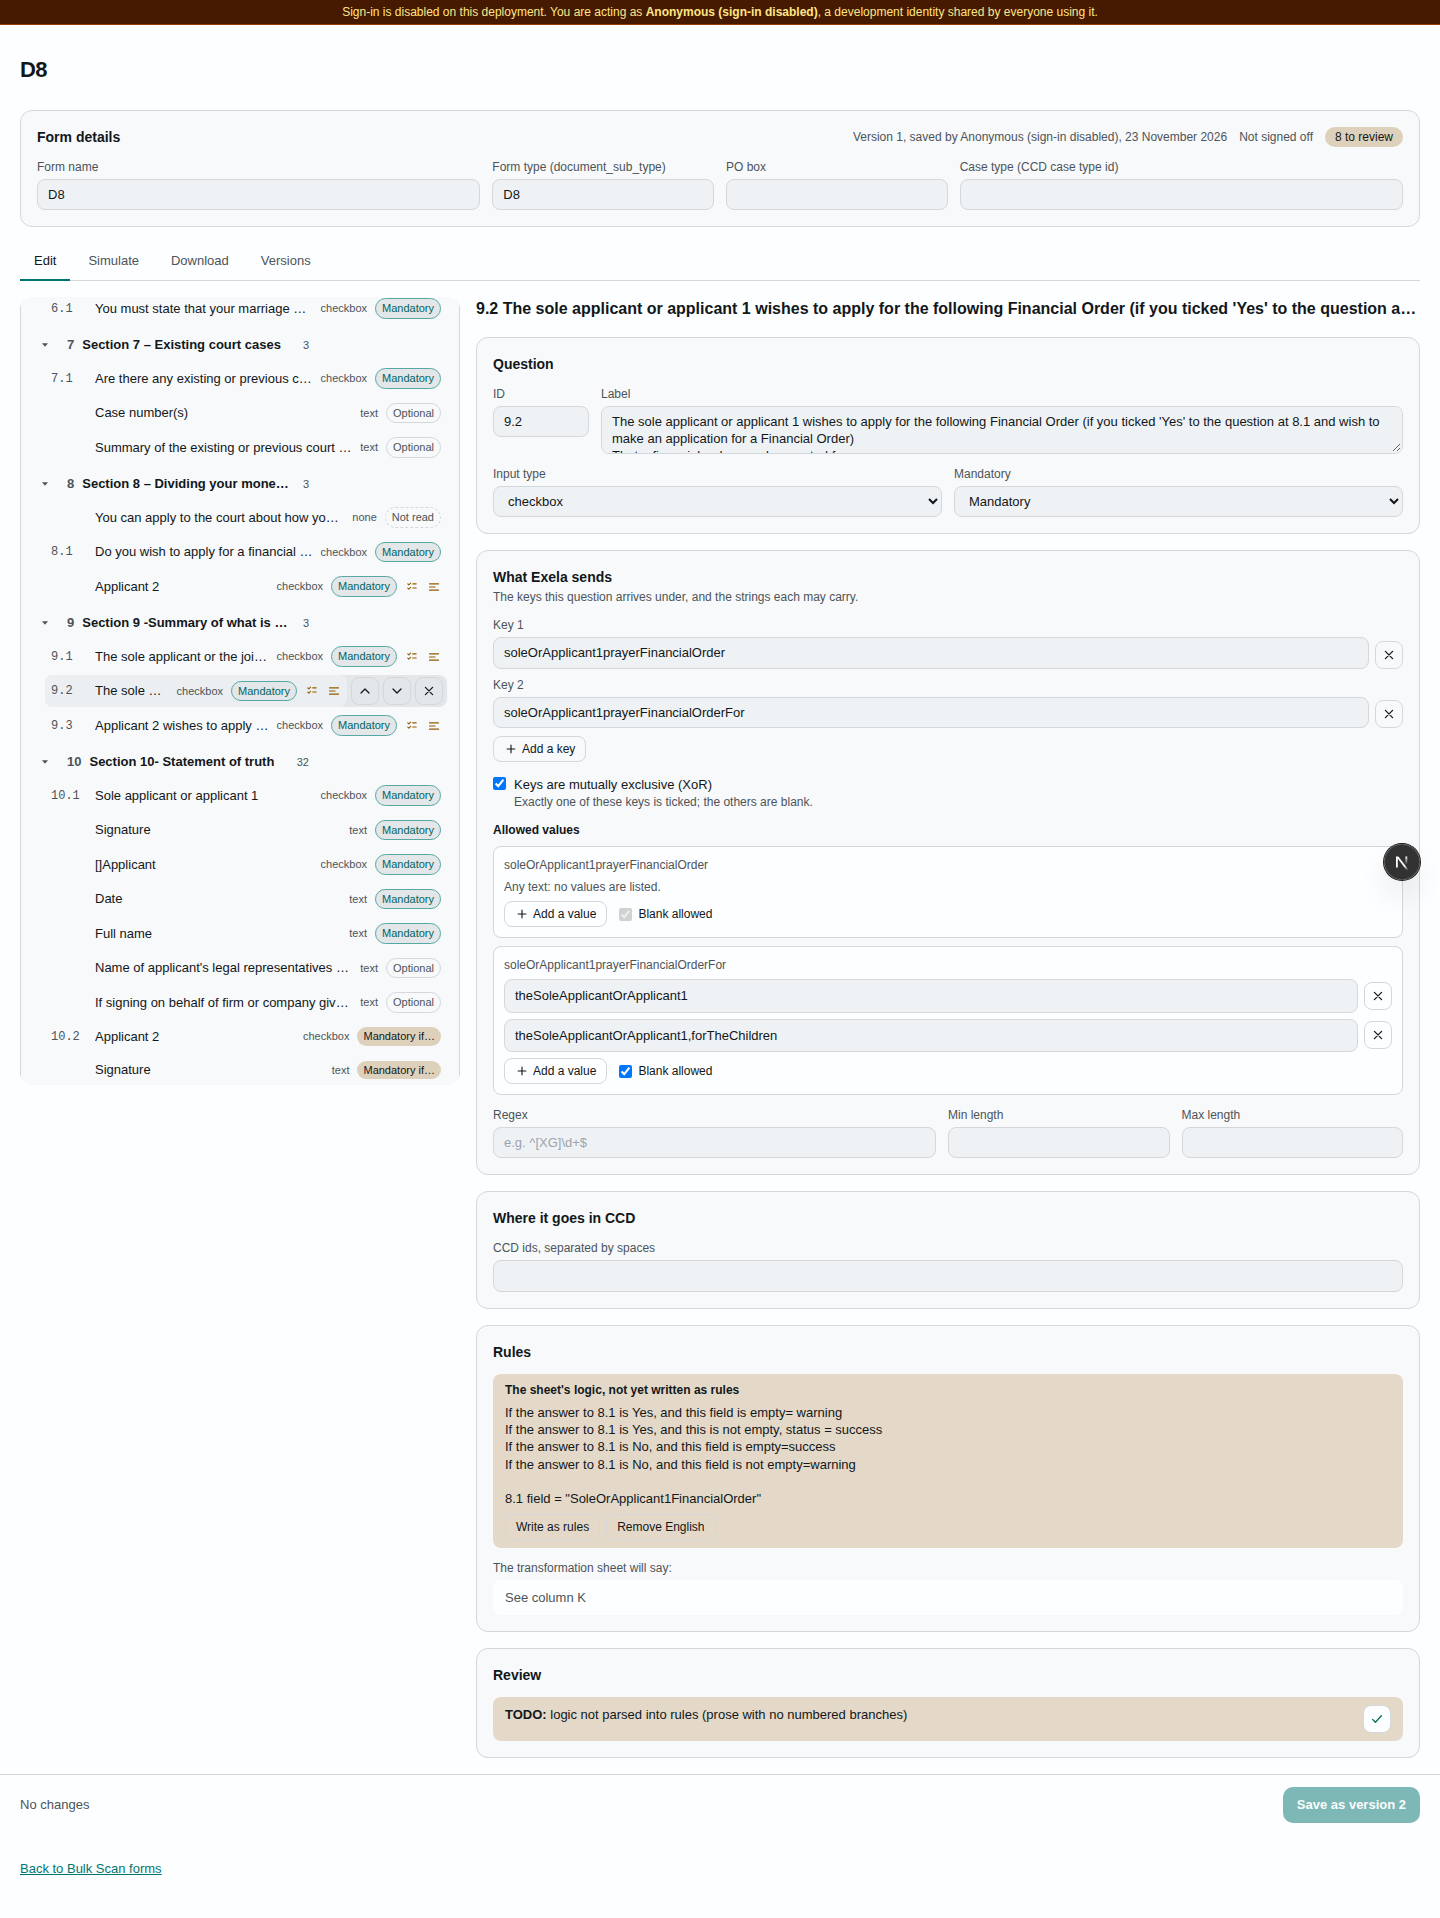 Sign-in is disabled on this deployment. You are acting as Anonymous (sign-in disabled), a development identity shared by everyone using it.
D8
Form details
Version 1, saved by Anonymous (sign-in disabled), 23 November 2026 Not signed off 8 to review
Form name
Form type (document_sub_type)
PO box
Case type (CCD case type id)
D8
D8
Edit Simulate Download Versions
6.1 You must state that your marriage … checkbox Mandatory
7 Section 7 – Existing court cases 3
7.1 Are there any existing or previous c… checkbox Mandatory
Case number(s) text Optional
Summary of the existing or previous court … text Optional
8 Section 8 – Dividing your mone… 3
You can apply to the court about how yo… none Not read
8.1 Do you wish to apply for a financial … checkbox Mandatory
Applicant 2 checkbox Mandatory
9 Section 9 -Summary of what is … 3
9.1 The sole applicant or the joi… checkbox Mandatory
9.2 The sole … checkbox Mandatory
9.3 Applicant 2 wishes to apply … checkbox Mandatory
10 Section 10- Statement of truth 32
10.1 Sole applicant or applicant 1 checkbox Mandatory
Signature text Mandatory
[]Applicant checkbox Mandatory
Date text Mandatory
Full name text Mandatory
Name of applicant's legal representatives … text Optional
If signing on behalf of firm or company giv… text Optional
10.2 Applicant 2 checkbox Mandatory if…
Signature text Mandatory if…
9.2 The sole applicant or applicant 1 wishes to apply for the following Financial Order (if you ticked 'Yes' to the question a…
Question
ID
Label
9.2
The sole applicant or applicant 1 wishes to apply for the following Financial Order (if you ticked 'Yes' to the question at 8.1 and wish to
make an application for a Financial Order)
Input type
Mandatory
checkbox
Mandatory
What Exela sends
The keys this question arrives under, and the strings each may carry.
Key 1
soleOrApplicant1prayerFinancialOrder
Key 2
soleOrApplicant1prayerFinancialOrderFor
Add a key
Keys are mutually exclusive (XoR)
Exactly one of these keys is ticked; the others are blank.
Allowed values
soleOrApplicant1prayerFinancialOrder
Any text: no values are listed.
Add a value Blank allowed
soleOrApplicant1prayerFinancialOrderFor
theSoleApplicantOrApplicant1
theSoleApplicantOrApplicant1,forTheChildren
Add a value Blank allowed
Regex
Min length
Max length
e.g. ^[XG]\d+$
Where it goes in CCD
CCD ids, separated by spaces
Rules
The sheet's logic, not yet written as rules
If the answer to 8.1 is Yes, and this field is empty= warning
If the answer to 8.1 is Yes, and this is not empty, status = success
If the answer to 8.1 is No, and this field is empty=success
If the answer to 8.1 is No, and this field is not empty=warning
8.1 field = "SoleOrApplicant1FinancialOrder"
Write as rules Remove English
The transformation sheet will say:
See column K
Review
TODO: logic not parsed into rules (prose with no numbered branches)
No changes
Save as version 2
Back to Bulk Scan forms